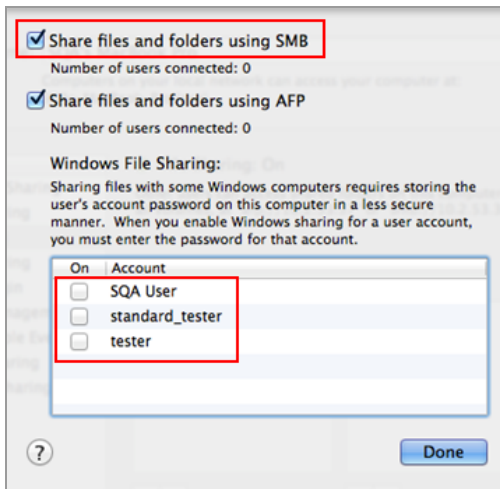 Share files and folders using SMB
Number of users connected: 0
Share files and folders using AFP
Number of users connected: 0
Windows File Sharing:
Sharing files with some Windows computers requires storing the
user's account password on this computer in a less secure
manner. When you enable Windows sharing for a user account,
you must enter the password for that account.
On Account
SQA User
standard_tester
tester
? Done